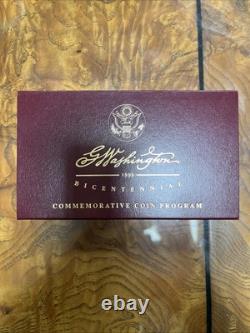 G Washington
1999
BICENTENNIAL
COMMEMORATIVE COIN PROGRAM